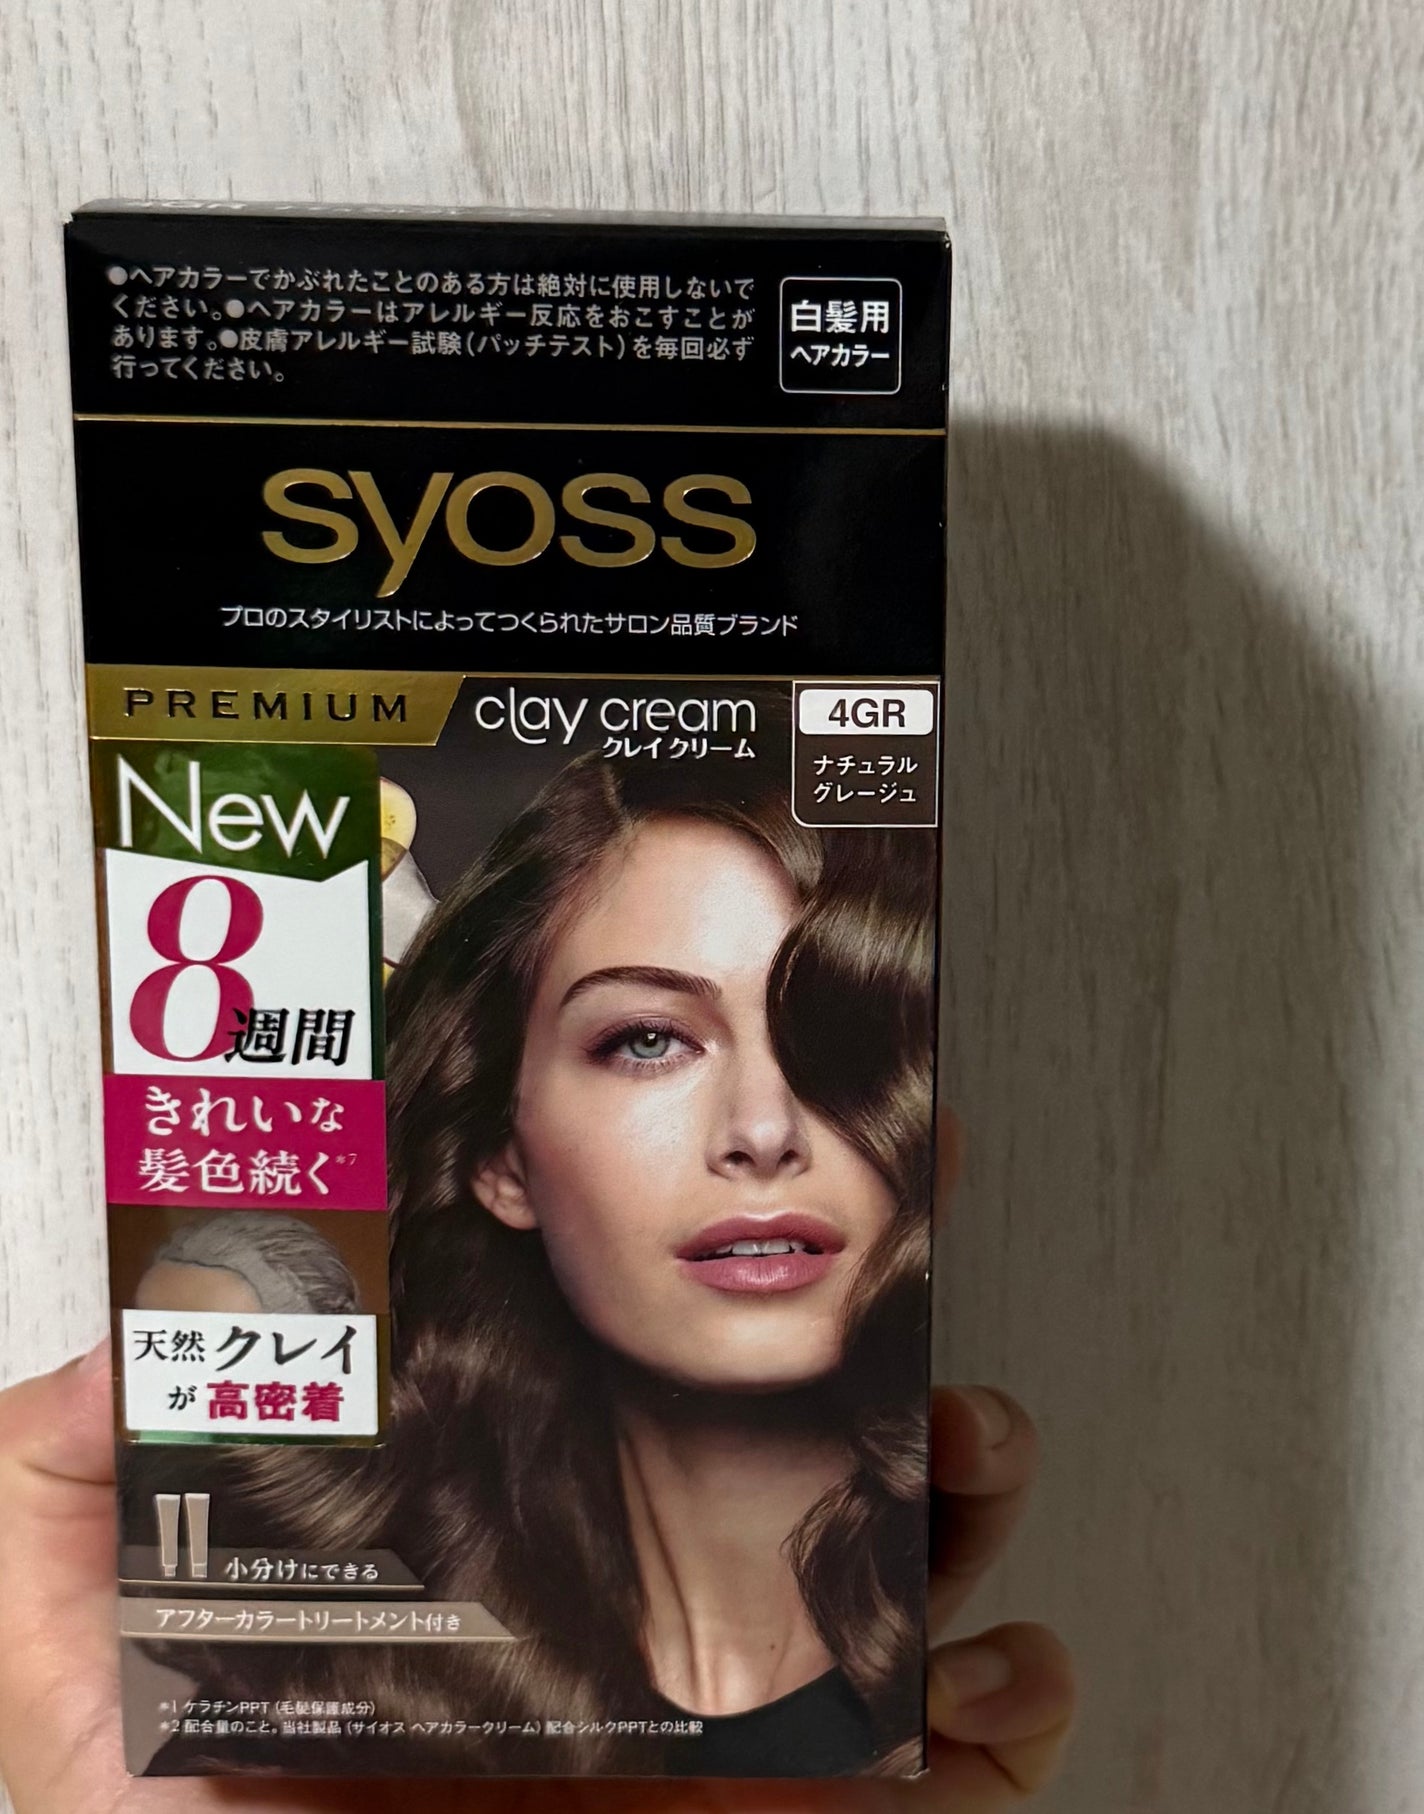 ●ヘアカラーでかぶれたことのある方は絶対に使用しないで
ください。●ヘアカラーはアレルギー反応をおこすことが
あります。●皮膚アレルギー試験(パッチテスト)を毎回必ず
行ってください。
白髪用
ヘアカラー
syoss
プロのスタイリストによってつくられたサロン品質ブランド
PREMIUM
clay cream
クレイクリーム
4GR
ナチュラル
グレージュ
New
8週間
きれいな
髪色続く*7
天然クレイ
が高密着
小分けにできる
アフターカラートリートメント付き
*1 ケラチンPPT (毛髪保護成分)
*2 配合量のこと。当社製品 (サイオス ヘアカラークリーム) 配合シルクPPTとの比較